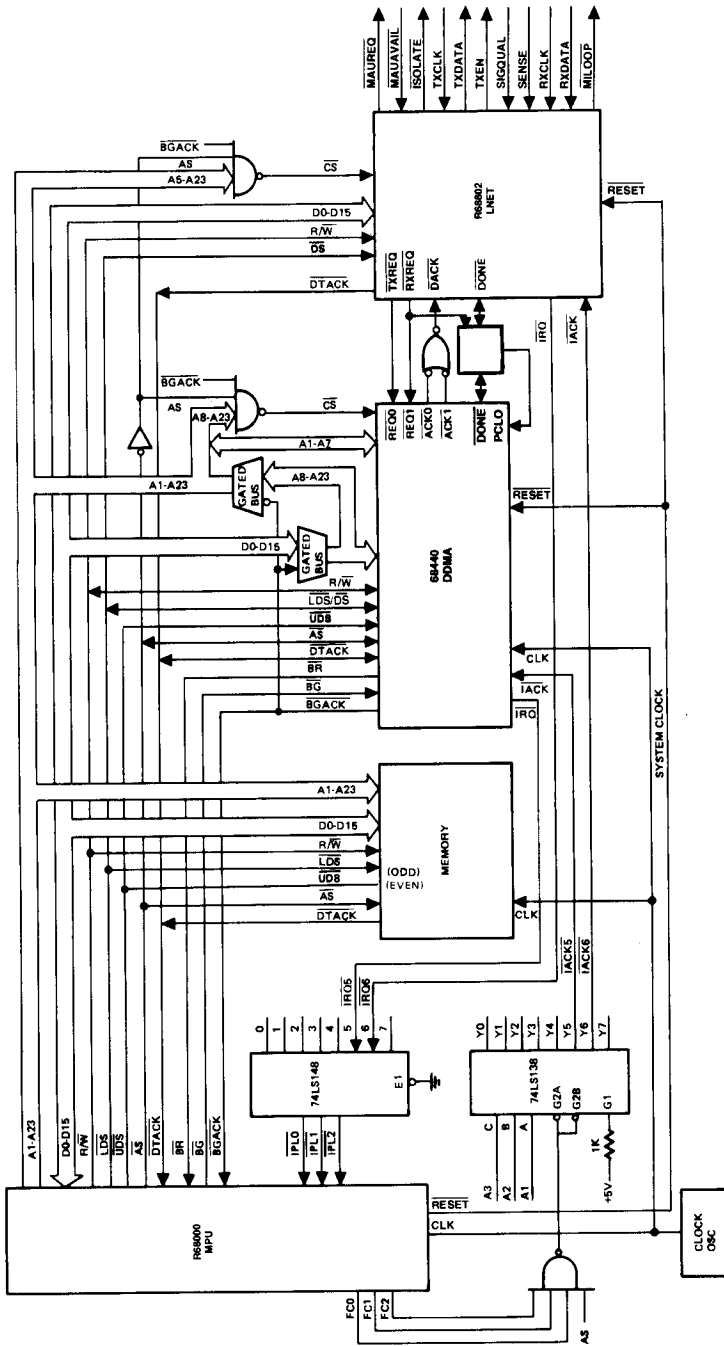 R68000
MPU
A1-A23
D0-D15
R/W
LDS
UDS
AS
DTACK
BR
BG
BGACK
IPL0
IPL1
IPL2
RESET
CLK
FC0
FC1
FC2
AS
CLOCK
OSC
74LS148
0
1
2
3
4
5
6
7
E1
IRQ5
IRQ6
74LS138
A3
A2
A1
C
B
A
G2A
G2B
G1
+5V
1K
Y0
Y1
Y2
Y3
Y4
Y5
Y6
Y7
IACK5
IACK6
MEMORY
A1-A23
D0-D15
R/W
LDS
(ODD)
UDS
(EVEN)
AS
DTACK
CLK
SYSTEM CLOCK
68440
DDMA
A1-A23
D0-D15
GATED
BUS
GATED
BUS
A8-A23
A1-A7
A8-A23
AS
BGACK
CS
R/W
LDS/DS
UDS
AS
DTACK
BR
BG
BGACK
IRQ
IACK
CLK
RESET
REQ0
REQ1
ACK0
ACK1
DONE
PCL0
R68802
LNET
BGACK
AS
A6-A23
CS
D0-D15
R/W
DS
DTACK
TXREQ
RXREQ
DACK
DONE
IRQ
IACK
RESET
MAUREQ
MAUAVAIL
ISOLATE
TXCLK
TXDATA
TXEN
SIGQUAL
SENSE
RXCLK
RXDATA
MILOOP